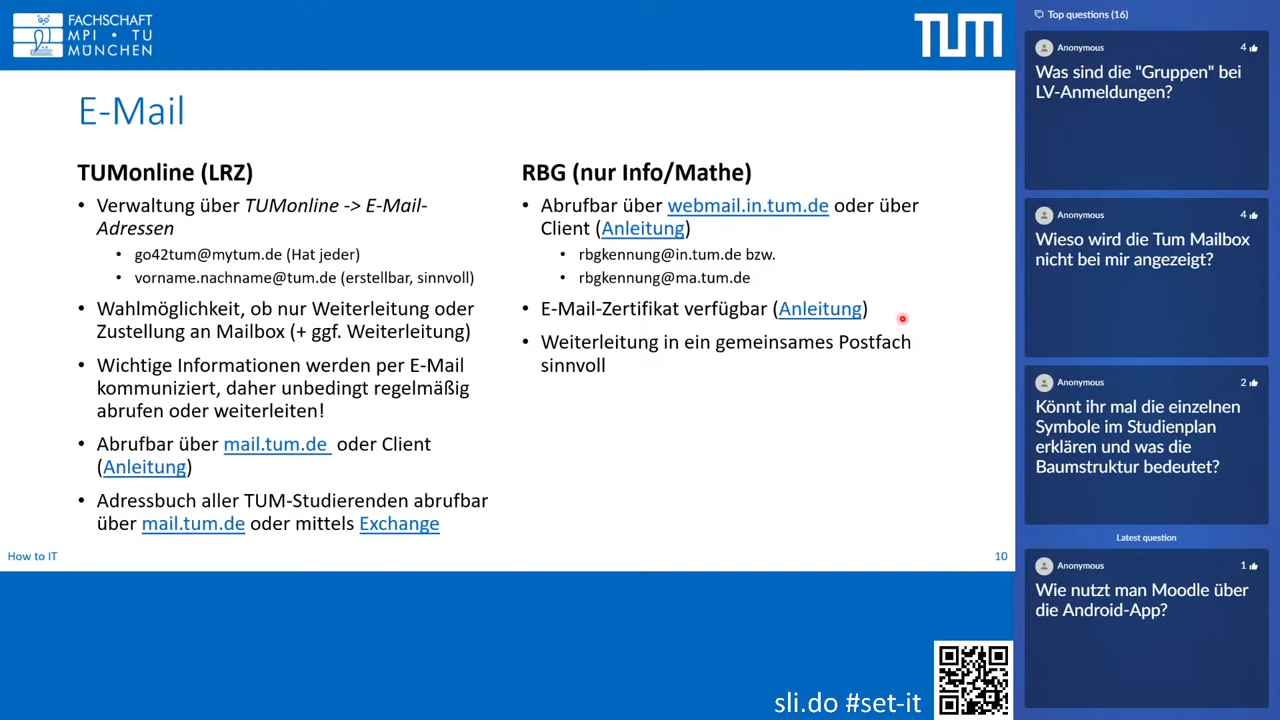 FACHSCHAFT
MPI • TU
MÜNCHEN
TUM
E-Mail
TUMonline (LRZ)
• Verwaltung über TUMonline -> E-Mail-
Adressen
• go42tum@mytum.de (Hat jeder)
• vorname.nachname@tum.de (erstellbar, sinnvoll)
• Wahlmöglichkeit, ob nur Weiterleitung oder
Zustellung an Mailbox (+ ggf. Weiterleitung)
• Wichtige Informationen werden per E-Mail
kommuniziert, daher unbedingt regelmäßig
abrufen oder weiterleiten!
• Abrufbar über mail.tum.de oder Client
(Anleitung)
• Adressbuch aller TUM-Studierenden abrufbar
über mail.tum.de oder mittels Exchange
RBG (nur Info/Mathe)
• Abrufbar über webmail.in.tum.de oder über
Client (Anleitung)
• rbgkennung@in.tum.de bzw.
• rbgkennung@ma.tum.de
• E-Mail-Zertifikat verfügbar (Anleitung)
• Weiterleitung in ein gemeinsames Postfach
sinnvoll
How to IT
10
sli.do #set-it
Top questions (16)
Anonymous
4
Was sind die "Gruppen" bei
LV-Anmeldungen?
Anonymous
4
Wieso wird die Tum Mailbox
nicht bei mir angezeigt?
Anonymous
2
Könnt ihr mal die einzelnen
Symbole im Studienplan
erklären und was die
Baumstruktur bedeutet?
Latest question
Anonymous
1
Wie nutzt man Moodle über
die Android-App?